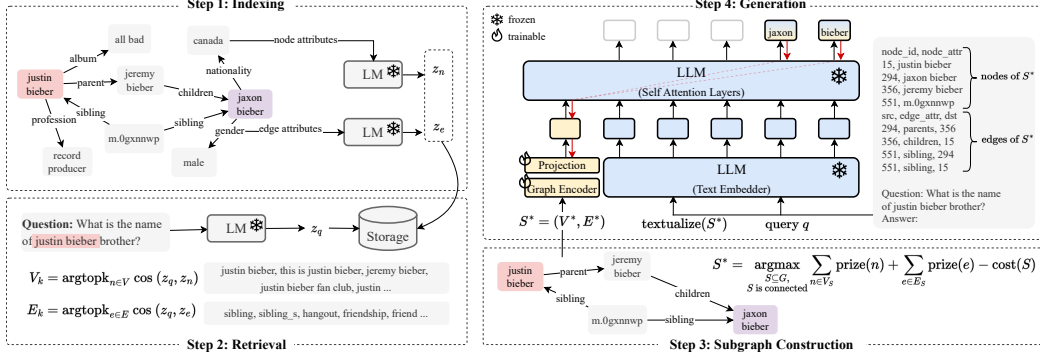 Step 1: Indexing
all bad
canada
node attributes
album
justin
bieber
parent
jeremy
bieber
nationality
LM
z_n
children
jaxon
bieber
sibling
profession
m.0gxnnwp
sibling
gender
edge attributes
LM
z_e
record
producer
male
Question: What is the name
of justin bieber brother?
LM
z_q
Storage
V_k = argtopk_{n∈V} cos (z_q, z_n)
justin bieber, this is justin bieber, jeremy bieber,
justin bieber fan club, justin ...
E_k = argtopk_{e∈E} cos (z_q, z_e)
sibling, sibling_s, hangout, friendship, friend ...
Step 2: Retrieval
Step 4: Generation
frozen
trainable
jaxon
bieber
LLM
(Self Attention Layers)
Projection
Graph Encoder
LLM
(Text Embedder)
S* = (V*, E*)
textualize(S*)
query q
node_id, node_attr
15, justin bieber
294, jaxon bieber
356, jeremy bieber
551, m.0gxnnwp
nodes of S*
src, edge_attr, dst
294, parents, 356
356, children, 15
551, sibling, 294
551, sibling, 15
edges of S*
Question: What is the name
of justin bieber brother?
Answer:
justin
bieber
parent
jeremy
bieber
children
sibling
m.0gxnnwp
sibling
jaxon
bieber
S* = argmax ∑ prize(n) + ∑ prize(e) − cost(S)
S⊆G,
S is connected
n∈V_S
e∈E_S
Step 3: Subgraph Construction